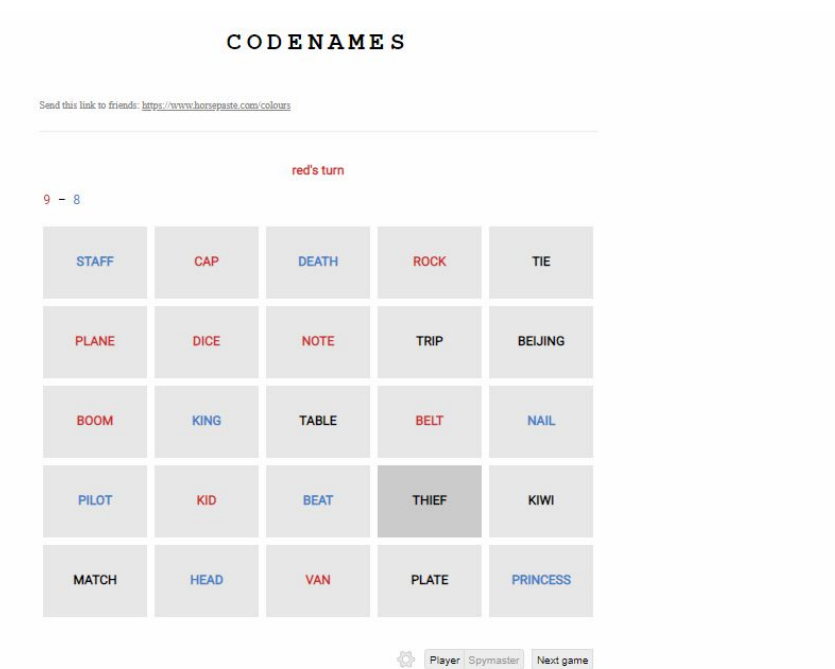 CODENAMES
Send this link to friends: https://www.horsepaste.com/colours
red's turn
9 – 8
STAFF CAP DEATH ROCK TIE
PLANE DICE NOTE TRIP BEIJING
BOOM KING TABLE BELT NAIL
PILOT KID BEAT THIEF KIWI
MATCH HEAD VAN PLATE PRINCESS
Player Spymaster Next game